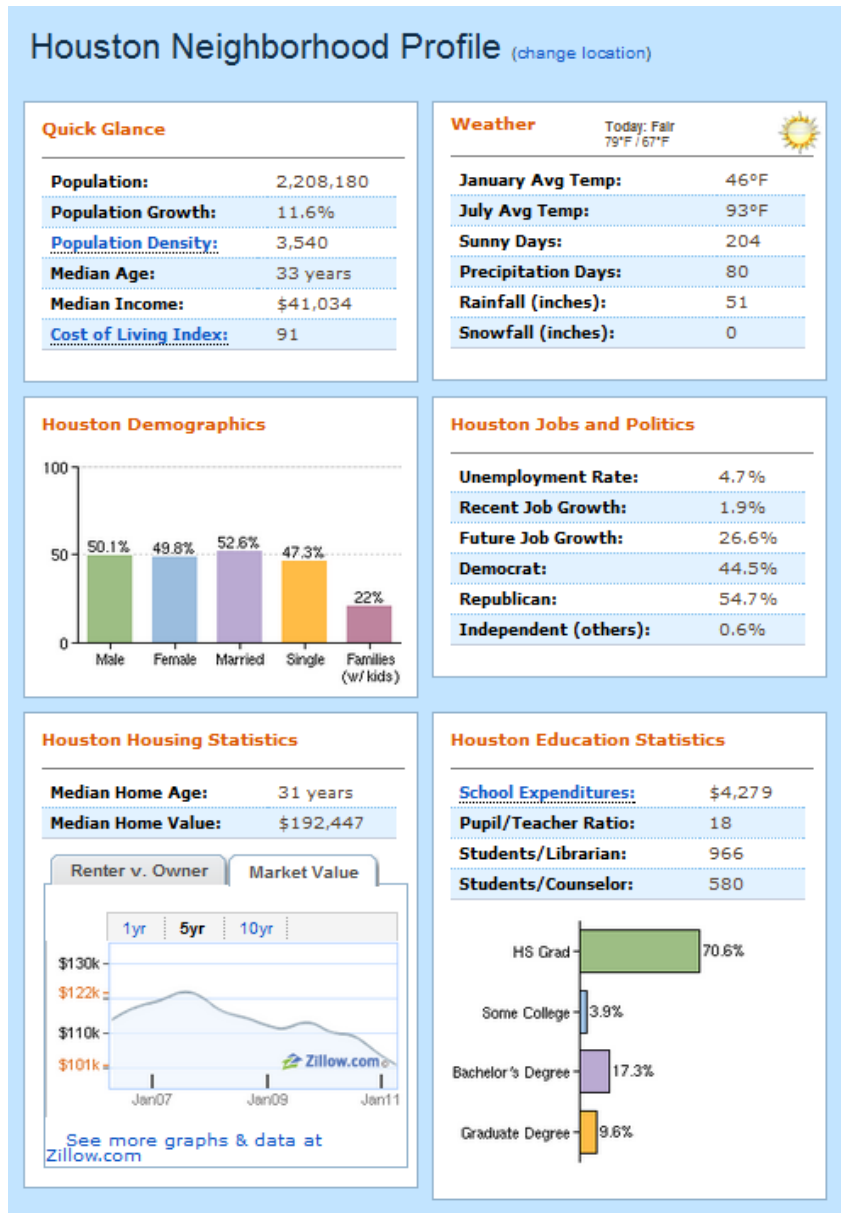 Houston Neighborhood Profile (change location)
Quick Glance
Population: 2,208,180
Population Growth: 11.6%
Population Density: 3,540
Median Age: 33 years
Median Income: $41,034
Cost of Living Index: 91
Weather
Today: Fair
79°F / 67°F
January Avg Temp: 46°F
July Avg Temp: 93°F
Sunny Days: 204
Precipitation Days: 80
Rainfall (inches): 51
Snowfall (inches): 0
Houston Demographics
100
50
0
50.1%
49.8%
52.6%
47.3%
22%
Male
Female
Married
Single
Families
(w/ kids)
Houston Jobs and Politics
Unemployment Rate: 4.7%
Recent Job Growth: 1.9%
Future Job Growth: 26.6%
Democrat: 44.5%
Republican: 54.7%
Independent (others): 0.6%
Houston Housing Statistics
Median Home Age: 31 years
Median Home Value: $192,447
Renter v. Owner Market Value
1yr 5yr 10yr
$130k
$122k
$110k
$101k
Zillow.com
Jan07 Jan09 Jan11
See more graphs & data at
Zillow.com
Houston Education Statistics
School Expenditures: $4,279
Pupil/Teacher Ratio: 18
Students/Librarian: 966
Students/Counselor: 580
HS Grad 70.6%
Some College 3.9%
Bachelor's Degree 17.3%
Graduate Degree 9.6%